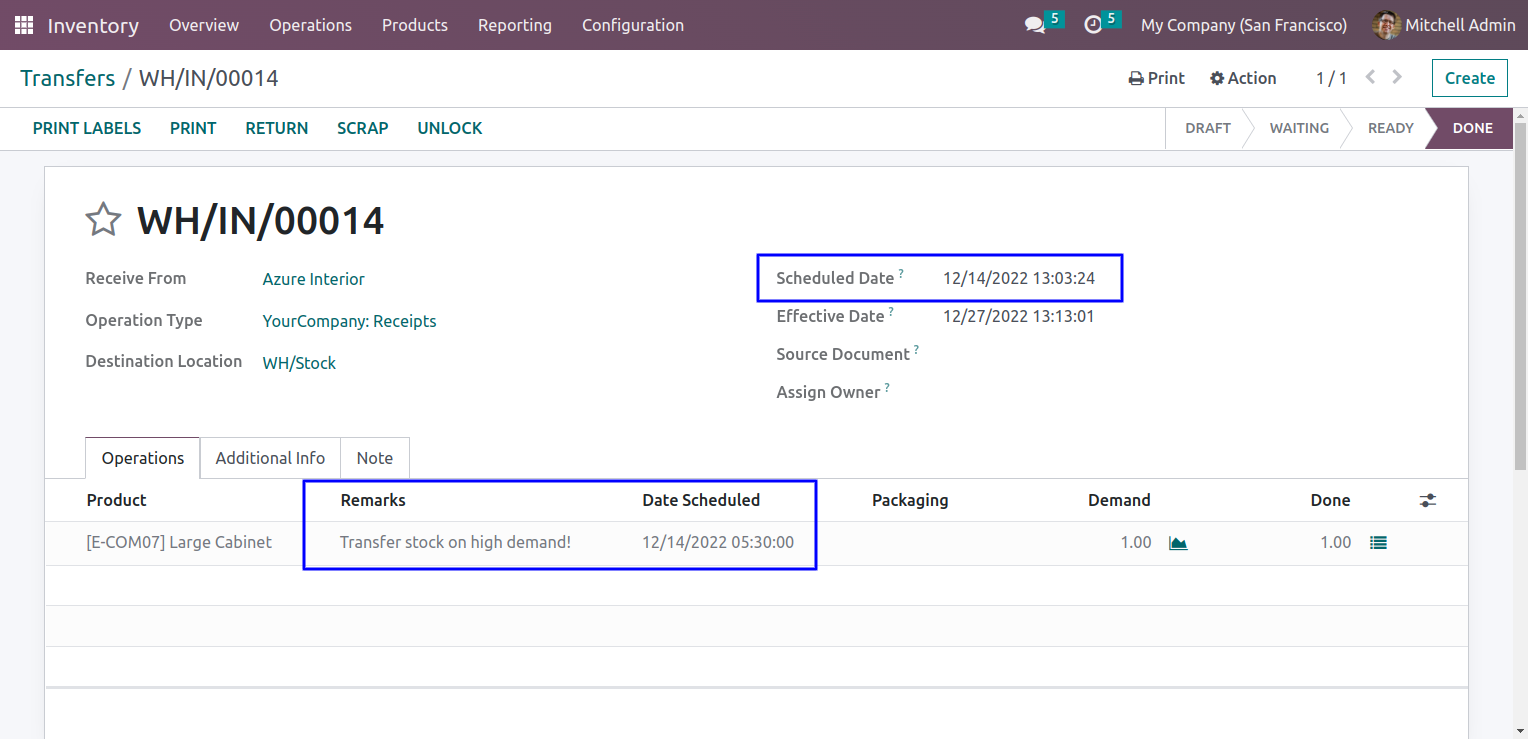 Inventory Overview Operations Products Reporting Configuration 5 5 My Company (San Francisco) Mitchell Admin
Transfers / WH/IN/00014 Print Action 1 / 1 Create
PRINT LABELS PRINT RETURN SCRAP UNLOCK DRAFT WAITING READY DONE
WH/IN/00014
Receive From Azure Interior
Operation Type YourCompany: Receipts
Destination Location WH/Stock
Scheduled Date ? 12/14/2022 13:03:24
Effective Date ? 12/27/2022 13:13:01
Source Document ?
Assign Owner ?
Operations Additional Info Note
Product Remarks Date Scheduled Packaging Demand Done
[E-COM07] Large Cabinet Transfer stock on high demand! 12/14/2022 05:30:00 1.00 1.00